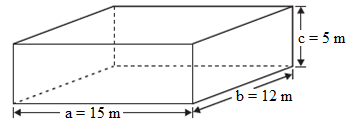 c = 5 m
b = 12 m
a = 15 m